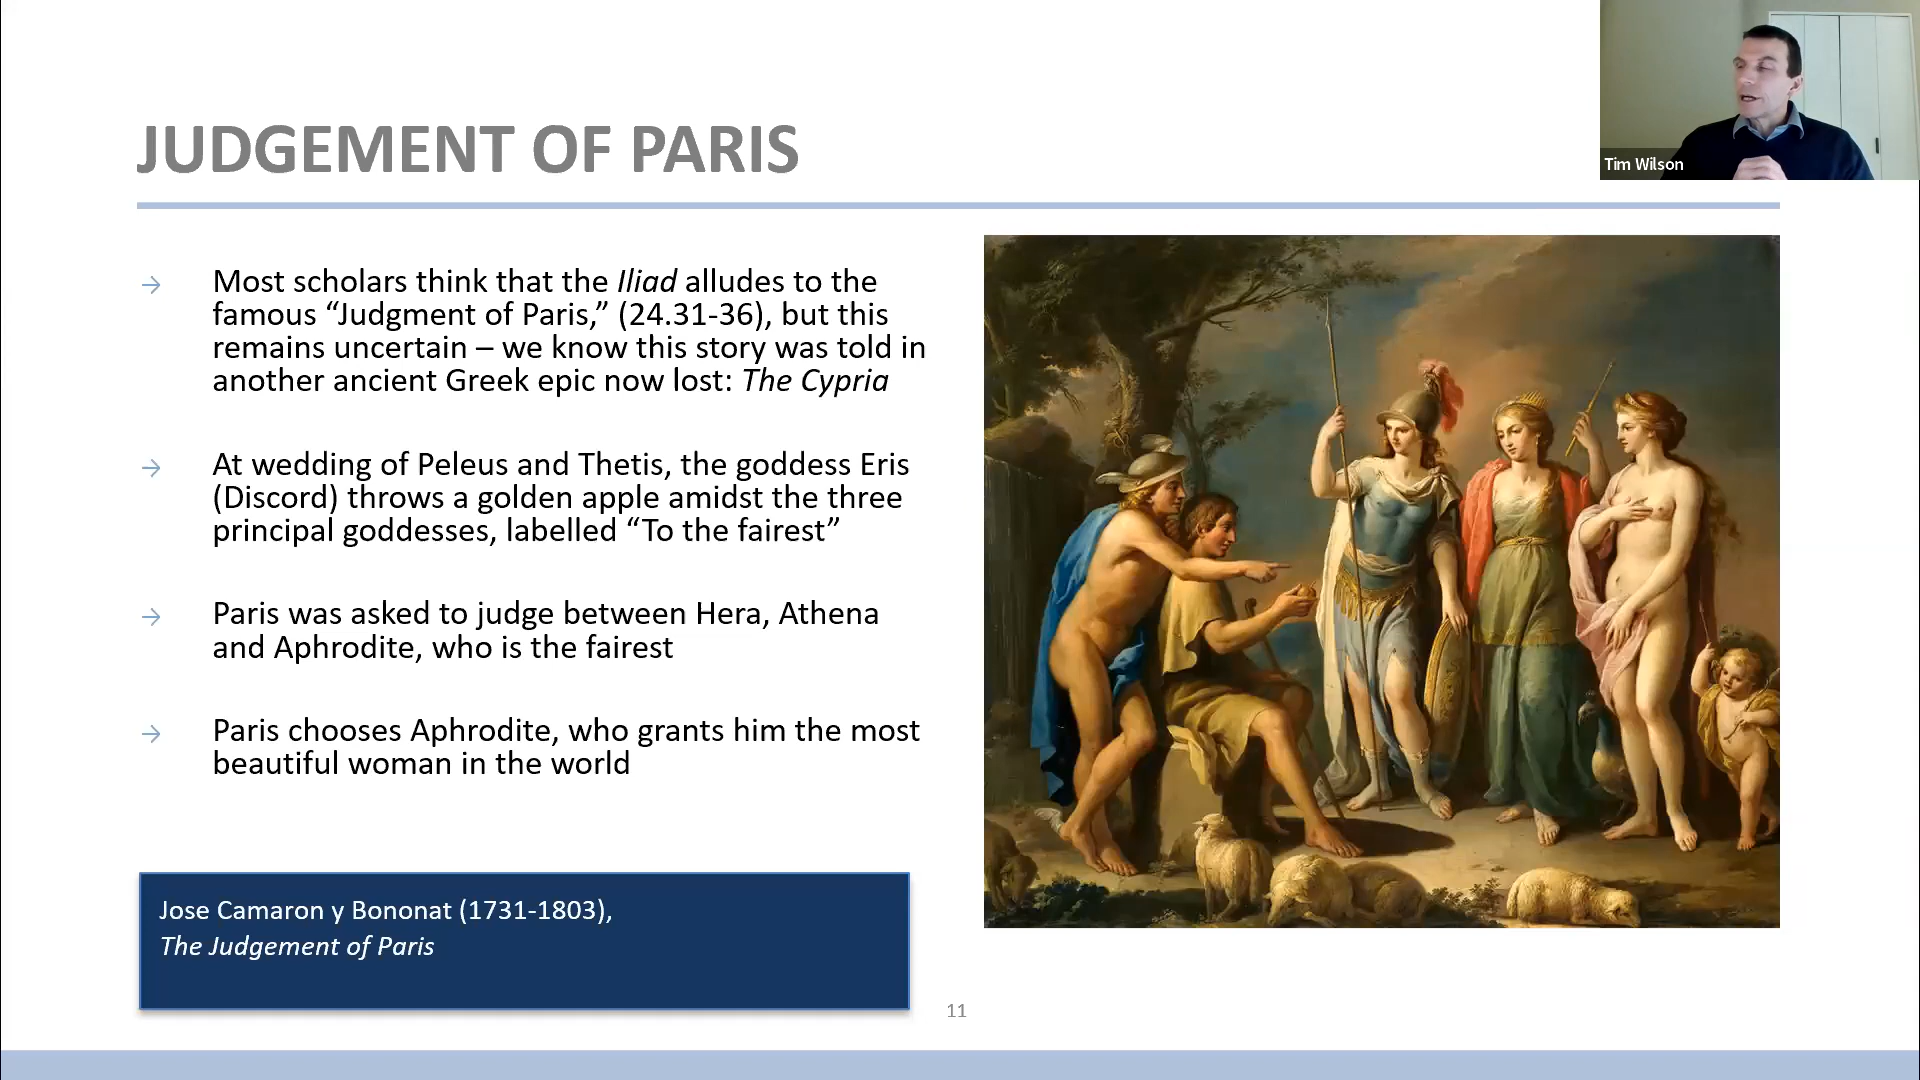 JUDGEMENT OF PARIS
Tim Wilson
→ Most scholars think that the Iliad alludes to the
famous “Judgment of Paris,” (24.31-36), but this
remains uncertain – we know this story was told in
another ancient Greek epic now lost: The Cypria
→ At wedding of Peleus and Thetis, the goddess Eris
(Discord) throws a golden apple amidst the three
principal goddesses, labelled “To the fairest”
→ Paris was asked to judge between Hera, Athena
and Aphrodite, who is the fairest
→ Paris chooses Aphrodite, who grants him the most
beautiful woman in the world
Jose Camaron y Bononat (1731-1803),
The Judgement of Paris
11